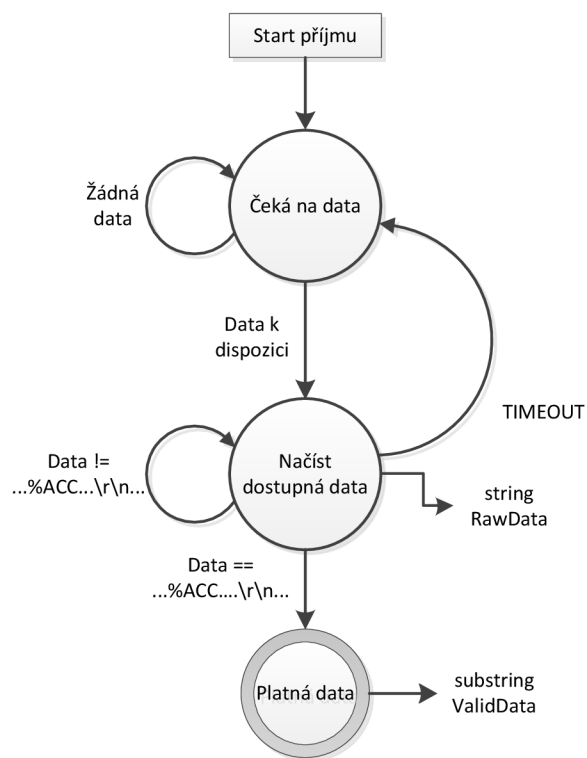 Start příjmu
Žádná
data
Čeká na data
Data k
dispozici
TIMEOUT
Data !=
...%ACC...\r\n...
Načíst
dostupná data
string
RawData
Data ==
...%ACC....\r\n...
Platná data
substring
ValidData